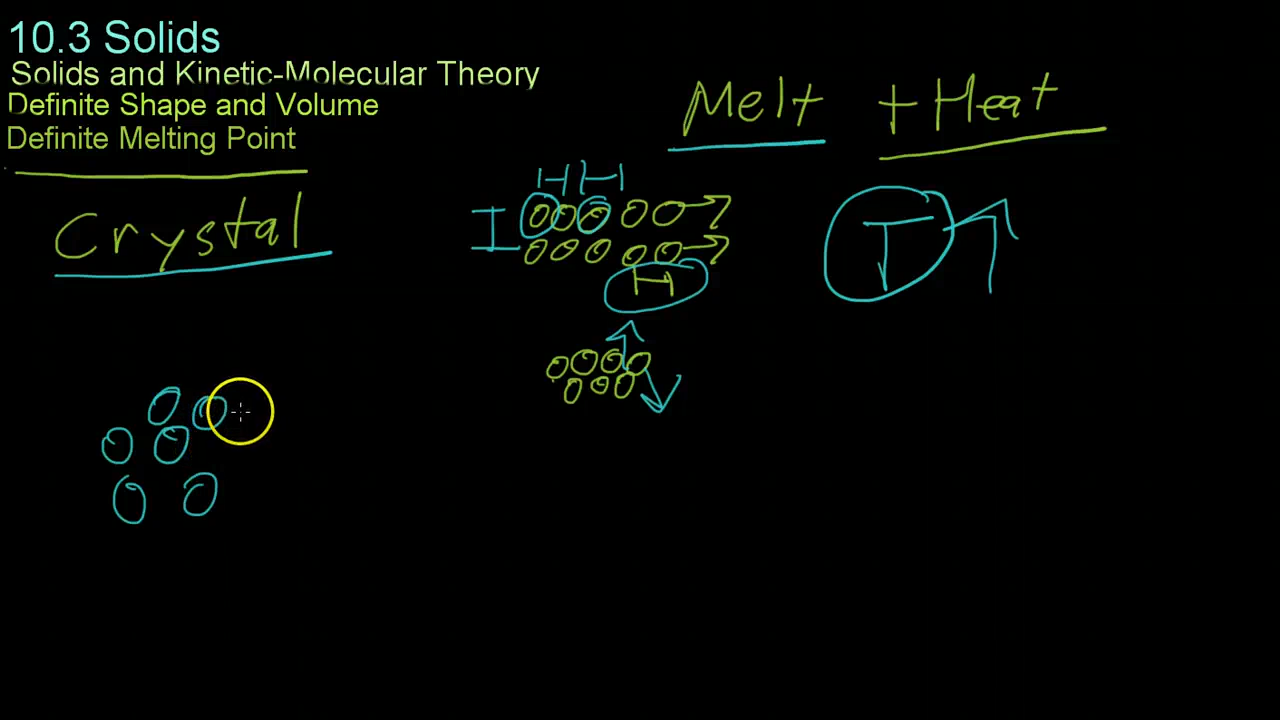 10.3 Solids
Solids and Kinetic-Molecular Theory
Definite Shape and Volume
Definite Melting Point
Melt + Heat
Crystal
T